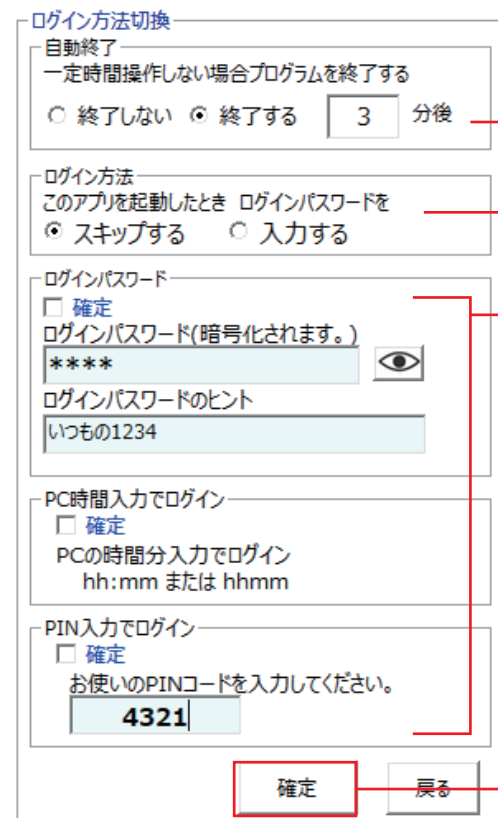 ログイン方法切換
自動終了
一定時間操作しない場合プログラムを終了する
終了しない 終了する 3 分後
ログイン方法
このアプリを起動したとき ログインパスワードを
スキップする 入力する
ログインパスワード
確定
ログインパスワード(暗号化されます。)
****
ログインパスワードのヒント
いつもの1234
PC時間入力でログイン
確定
PCの時間分入力でログイン
hh:mm または hhmm
PIN入力でログイン
確定
お使いのPINコードを入力してください。
4321
確定 戻る